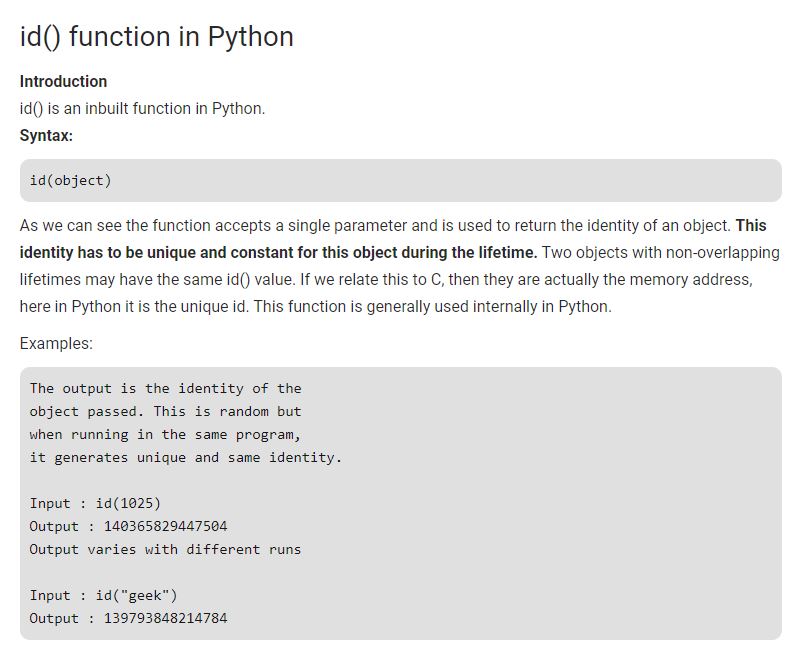 id() function in Python
Introduction
id() is an inbuilt function in Python.
Syntax:
id(object)
As we can see the function accepts a single parameter and is used to return the identity of an object. This
identity has to be unique and constant for this object during the lifetime. Two objects with non-overlapping
lifetimes may have the same id() value. If we relate this to C, then they are actually the memory address,
here in Python it is the unique id. This function is generally used internally in Python.
Examples:
The output is the identity of the
object passed. This is random but
when running in the same program,
it generates unique and same identity.
Input : id(1025)
Output : 140365829447504
Output varies with different runs
Input : id("geek")
Output : 139793848214784